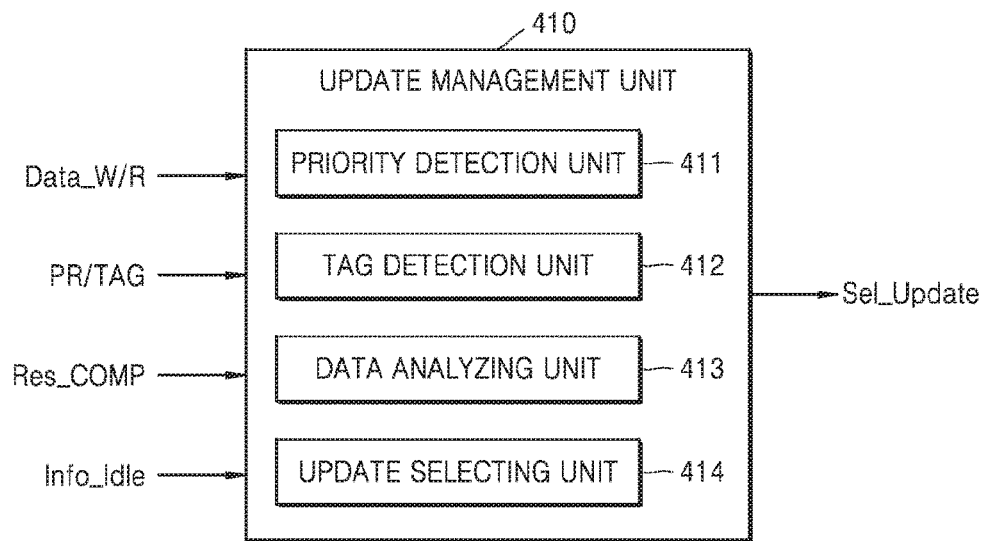 410
UPDATE MANAGEMENT UNIT
Data_W/R
PRIORITY DETECTION UNIT
411
PR/TAG
TAG DETECTION UNIT
412
Sel_Update
Res_COMP
DATA ANALYZING UNIT
413
Info_Idle
UPDATE SELECTING UNIT
414